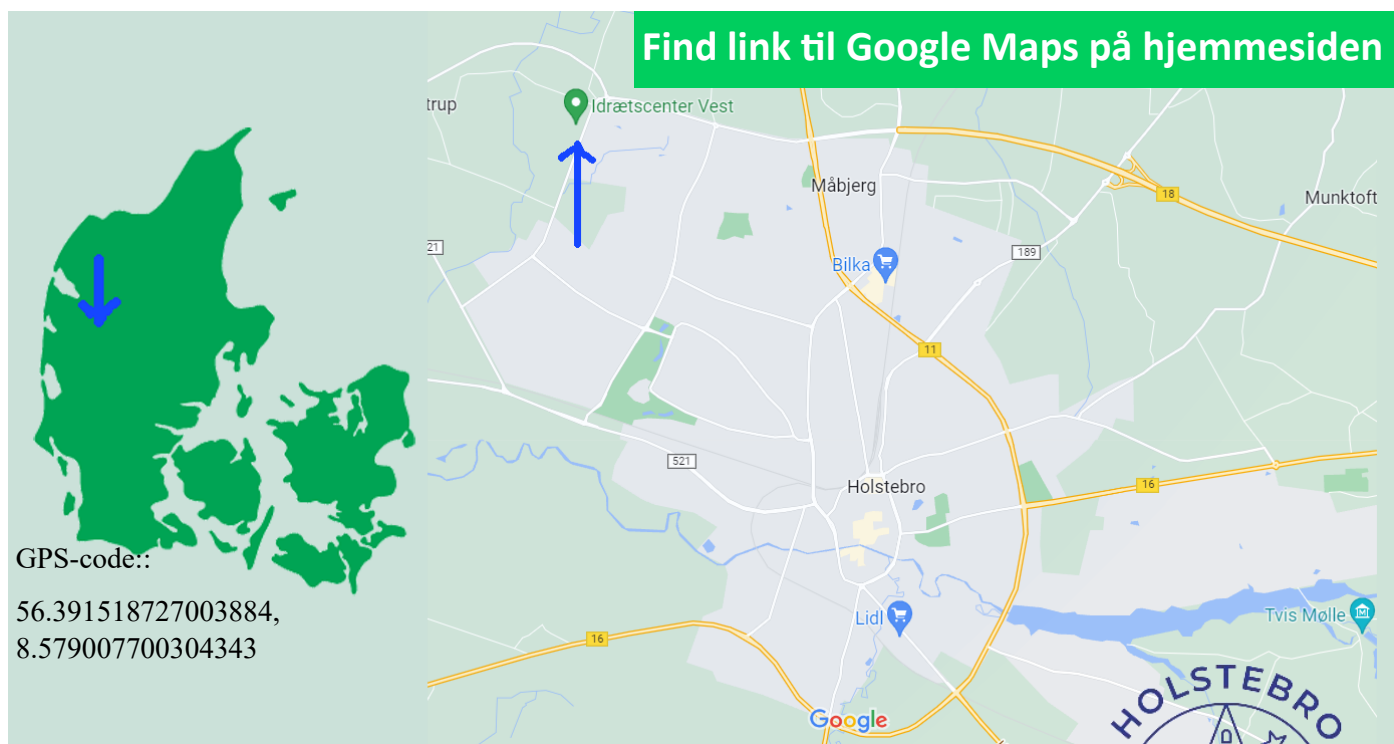 Find link til Google Maps på hjemmesiden
trup
Idrætscenter Vest
Måbjerg
18
Munktoft
21
189
Bilka
11
521
Holstebro
16
GPS-code::
56.391518727003884,
8.579007700304343
Lidl
Tvis Mølle
16
Google
HOLSTEBRO